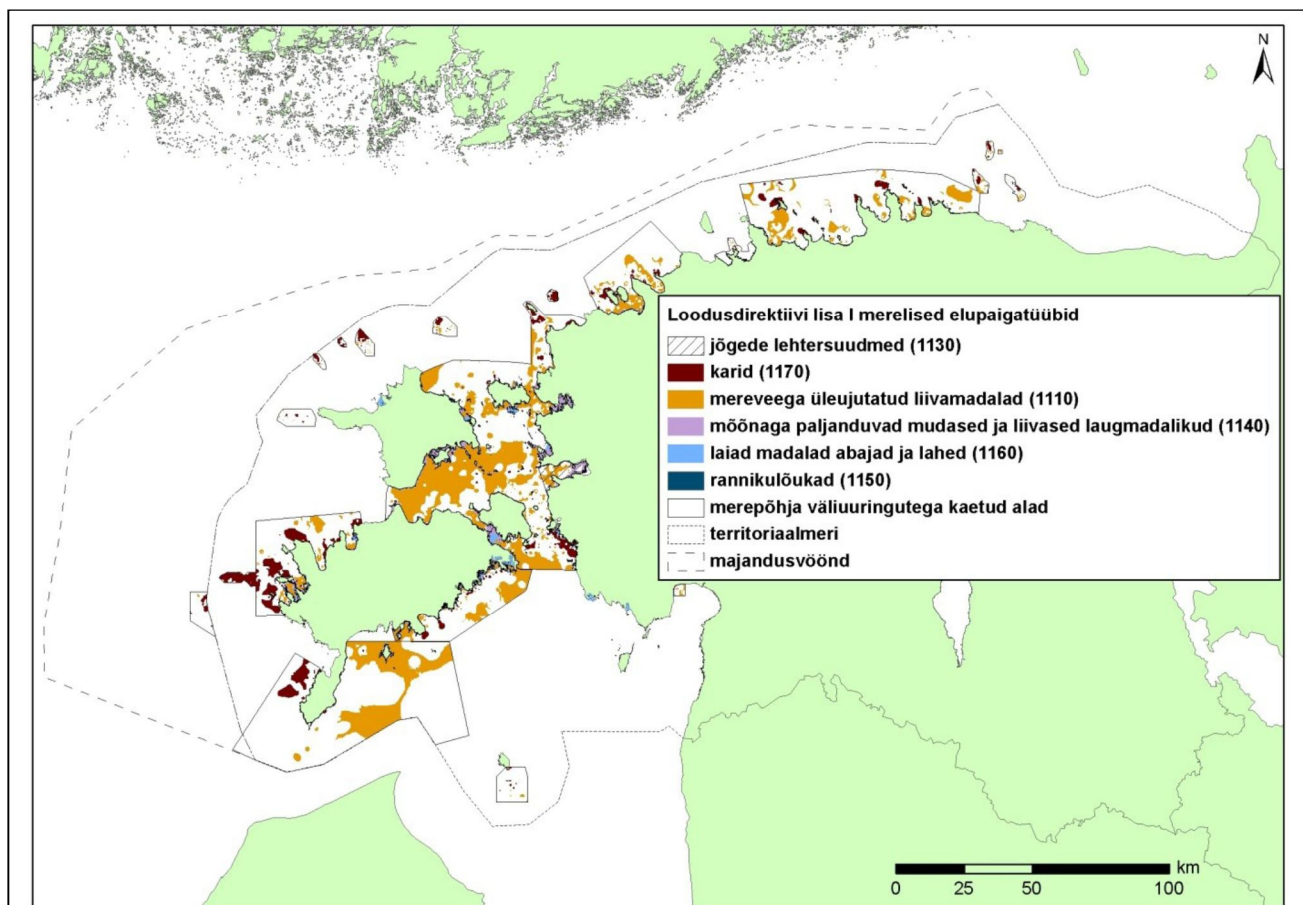 N
Loodusdirektiivi lisa I merelised elupaigatüübid
jõgede lehtersuudmed (1130)
karid (1170)
mereveega üleujutatud liivamadalad (1110)
mõõnaga paljanduvad mudased ja liivased laugmadalikud (1140)
laiad madalad abajad ja lahed (1160)
rannikulõukad (1150)
merepõhja väliuuringutega kaetud alad
territoriaalmeri
majandusvöönd
km
0 25 50 100